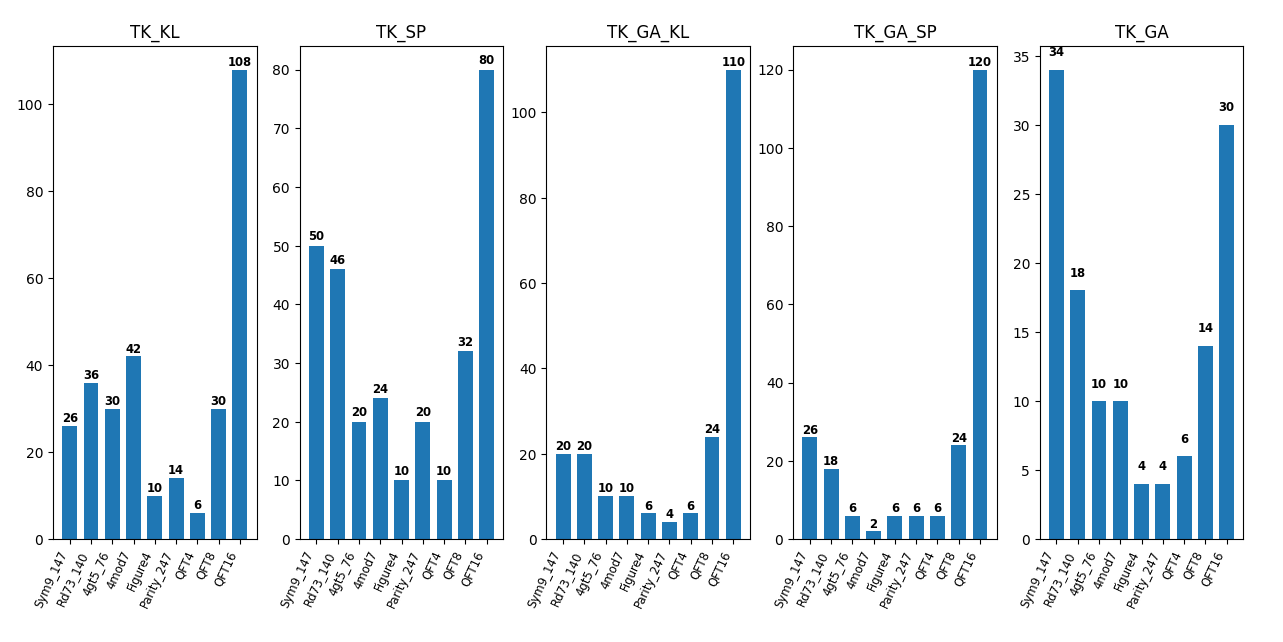 TK_KL
100
80
60
40
20
0
26
36
30
42
10
14
6
30
108
Sym9_147
Rd73_140
4gt5_76
4mod7
Figure4
Parity_247
QFT4
QFT8
QFT16
TK_SP
80
70
60
50
40
30
20
10
0
50
46
20
24
10
20
10
32
80
Sym9_147
Rd73_140
4gt5_76
4mod7
Figure4
Parity_247
QFT4
QFT8
QFT16
TK_GA_KL
100
80
60
40
20
0
20
20
10
10
6
4
6
24
110
Sym9_147
Rd73_140
4gt5_76
4mod7
Figure4
Parity_247
QFT4
QFT8
QFT16
TK_GA_SP
120
100
80
60
40
20
0
26
18
6
2
6
6
6
24
120
Sym9_147
Rd73_140
4gt5_76
4mod7
Figure4
Parity_247
QFT4
QFT8
QFT16
TK_GA
35
30
25
20
15
10
5
0
34
18
10
10
4
4
6
14
30
Sym9_147
Rd73_140
4gt5_76
4mod7
Figure4
Parity_247
QFT4
QFT8
QFT16